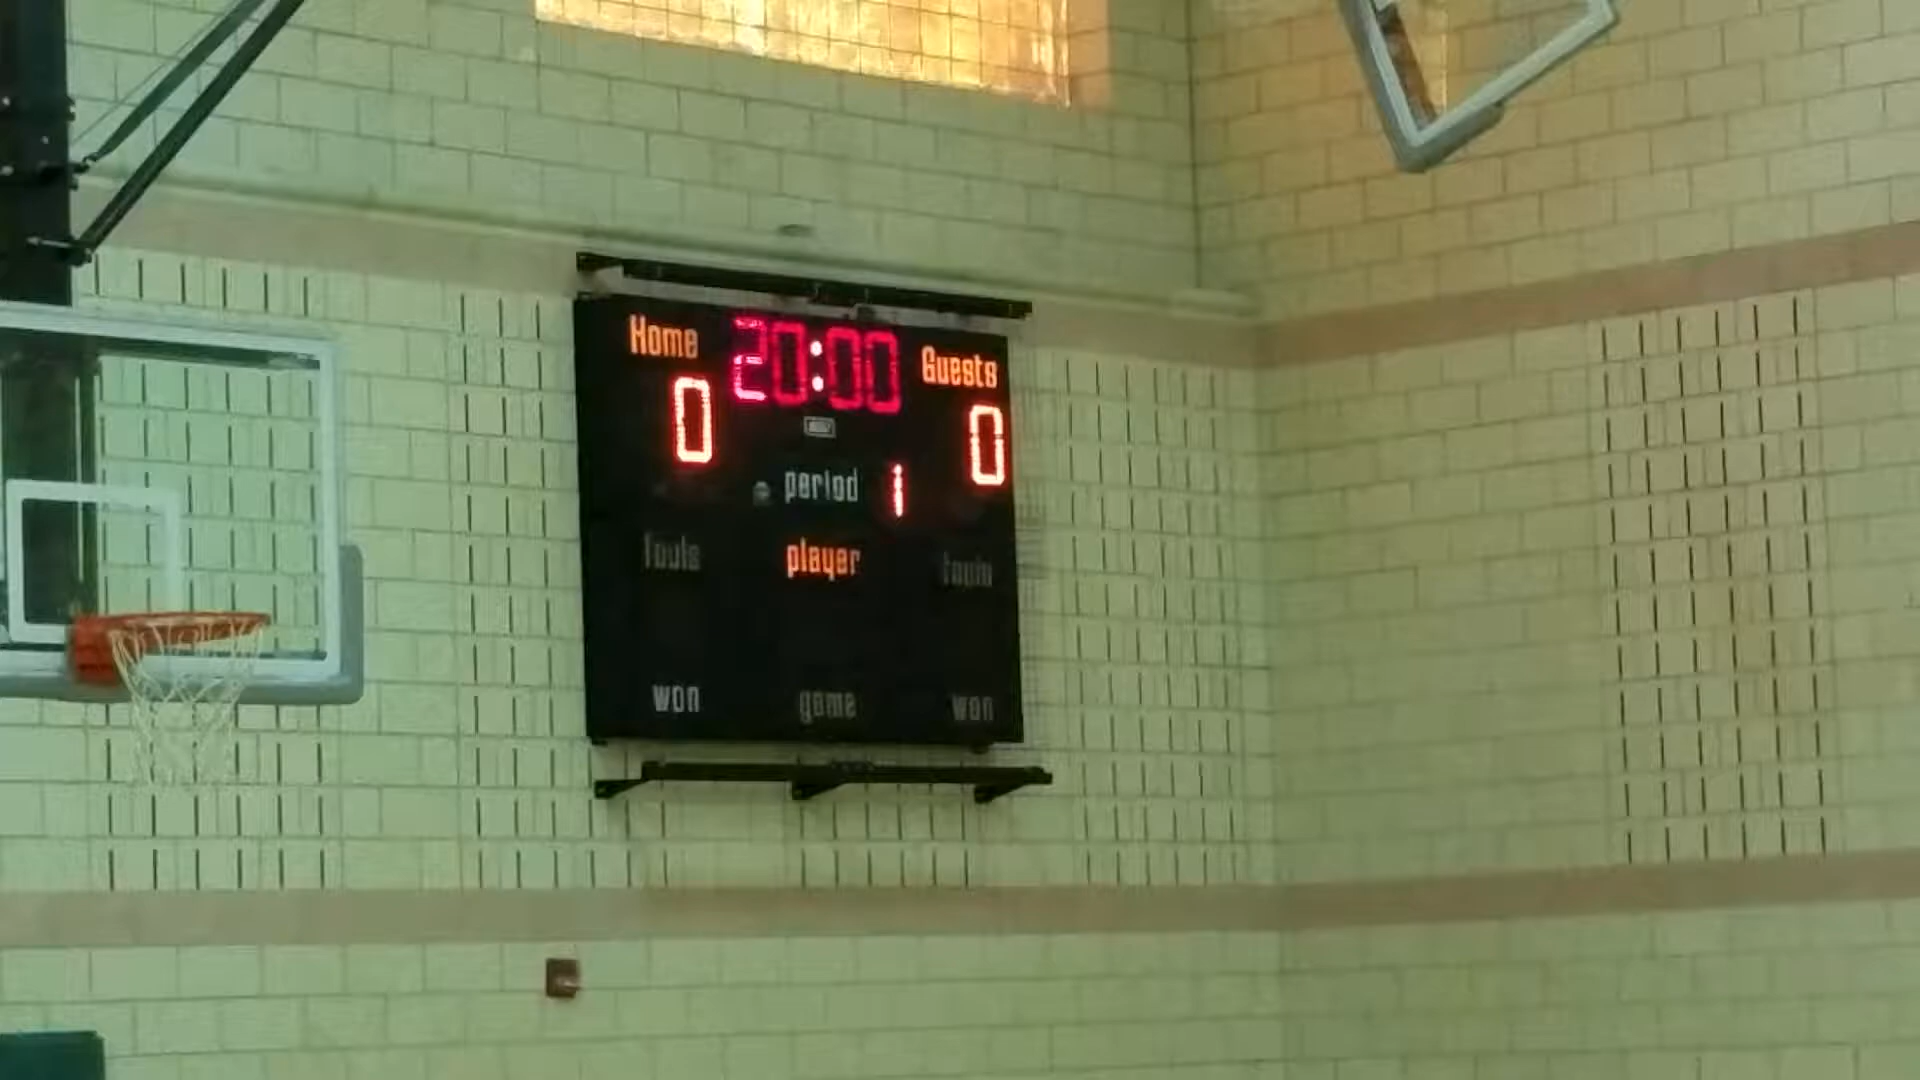 Home 20:00 Guests
0 0
period 1
fouls player fouls
won game won